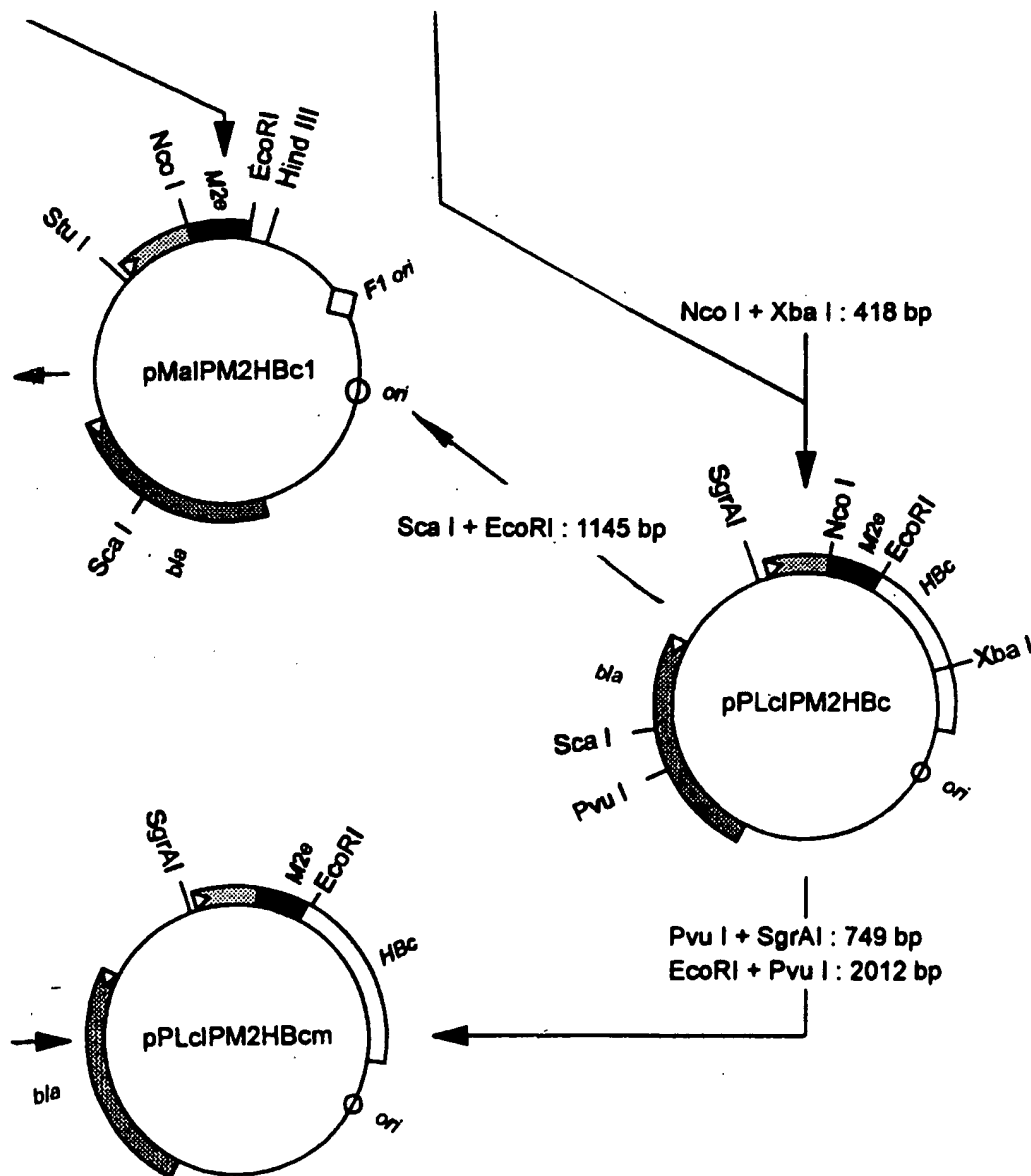 Nco I
M2e
EcoRI
Hind III
Stu I
F1 ori
pMaIPM2HBc1
ori
Sca I
bla
Nco I + Xba I : 418 bp
Sca I + EcoRI : 1145 bp
SgrAI
Nco I
M2e
EcoRI
HBc
Xba I
bla
pPLcIPM2HBc
Sca I
Pvu I
ori
Pvu I + SgrAI : 749 bp
EcoRI + Pvu I : 2012 bp
SgrAI
M2e
EcoRI
HBc
pPLcIPM2HBcm
bla
ori